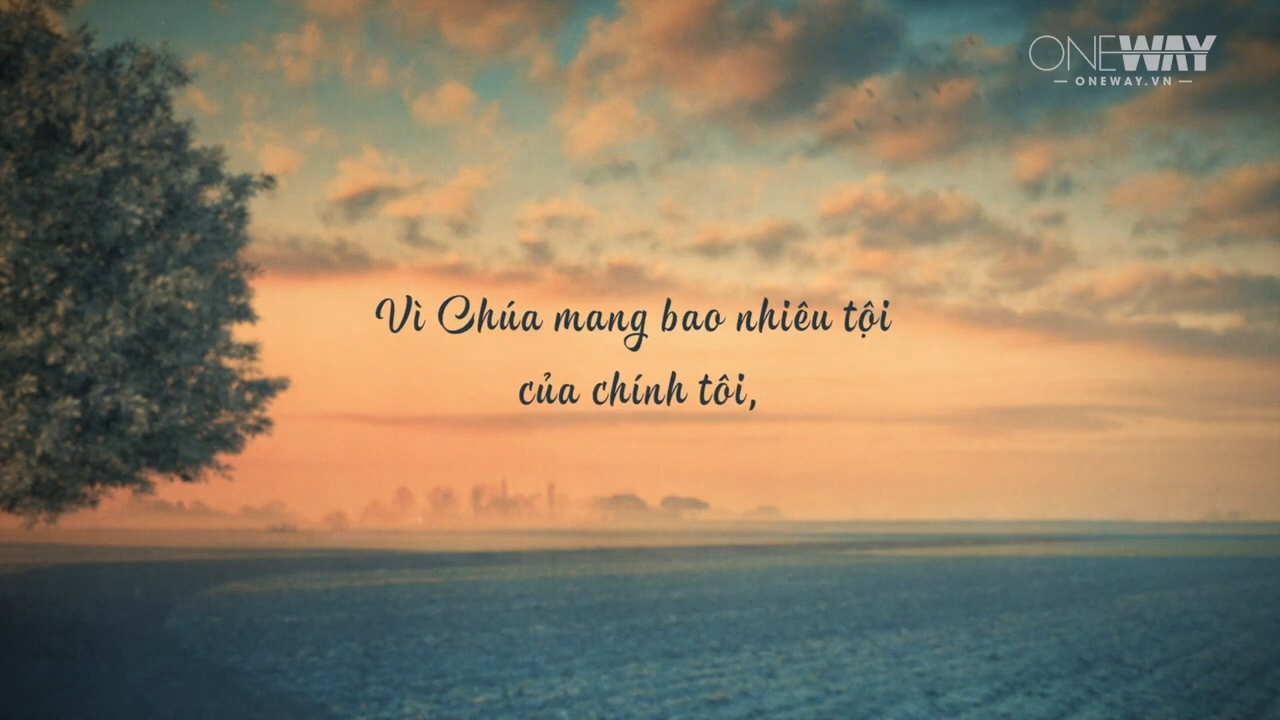 ONEWAY
ONEWAY.VN
Vì Chúa mang bao nhiêu tội
của chính tôi,